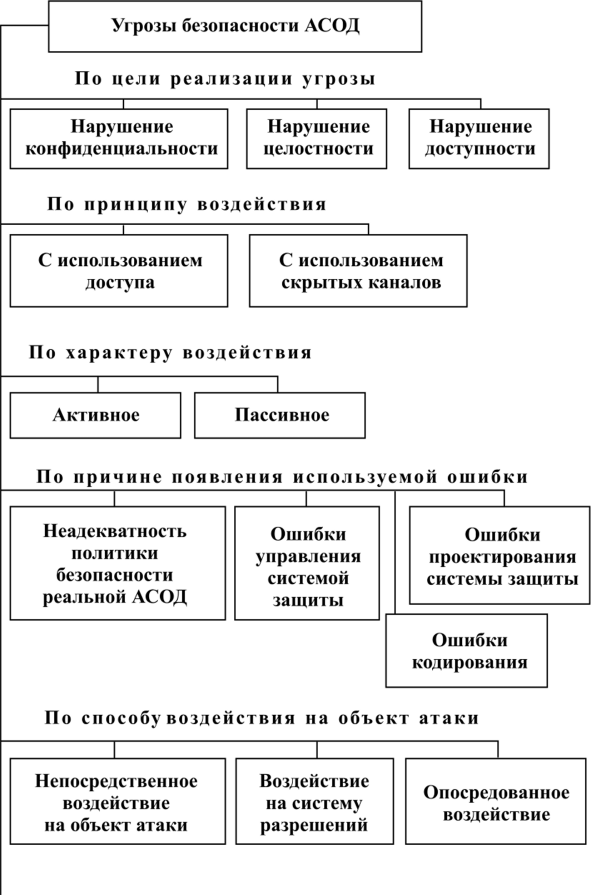 Угрозы безопасности АСОД
По цели реализации угрозы
Нарушение
конфиденциальности
Нарушение
целостности
Нарушение
доступности
По принципу воздействия
С использованием
доступа
С использованием
скрытых каналов
По характеру воздействия
Активное
Пассивное
По причине появления используемой ошибки
Неадекватность
политики
безопасности
реальной АСОД
Ошибки
управления
системой
защиты
Ошибки
проектирования
системы защиты
Ошибки
кодирования
По способу воздействия на объект атаки
Непосредственное
воздействие
на объект атаки
Воздействие
на систему
разрешений
Опосредованное
воздействие